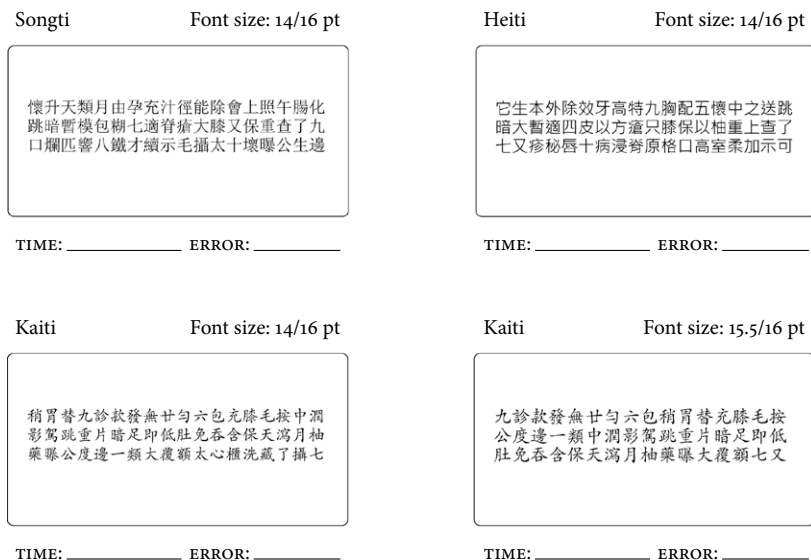 Songti Font size: 14/16 pt
懷升天類月由孕充汁徑能除會上照午腸化
跳暗暫模包糊七適脊瘡大膝又保重查了九
口爛匹響八鐵才續示毛攝太十壞曝公生邊
TIME: ERROR:
Heiti Font size: 14/16 pt
它生本外除效牙高特九胸配五懷中之送跳
暗大暫適四皮以方瘡只膝保以柚重上查了
七又疹秘唇十病浸脊原格口高室柔加示可
TIME: ERROR:
Kaiti Font size: 14/16 pt
稍胃替九診款發無廿勻六包充膝毛按中潤
影駕跳重片暗足即低肚免吞含保天瀉月柚
藥曝公度邊一類大覆額太心櫃洗藏了攝七
TIME: ERROR:
Kaiti Font size: 15.5/16 pt
九診款發無廿勻六包稍胃替充膝毛按
公度邊一類中潤影駕跳重片暗足即低
肚免吞含保天瀉月柚藥曝大覆額七又
TIME: ERROR: